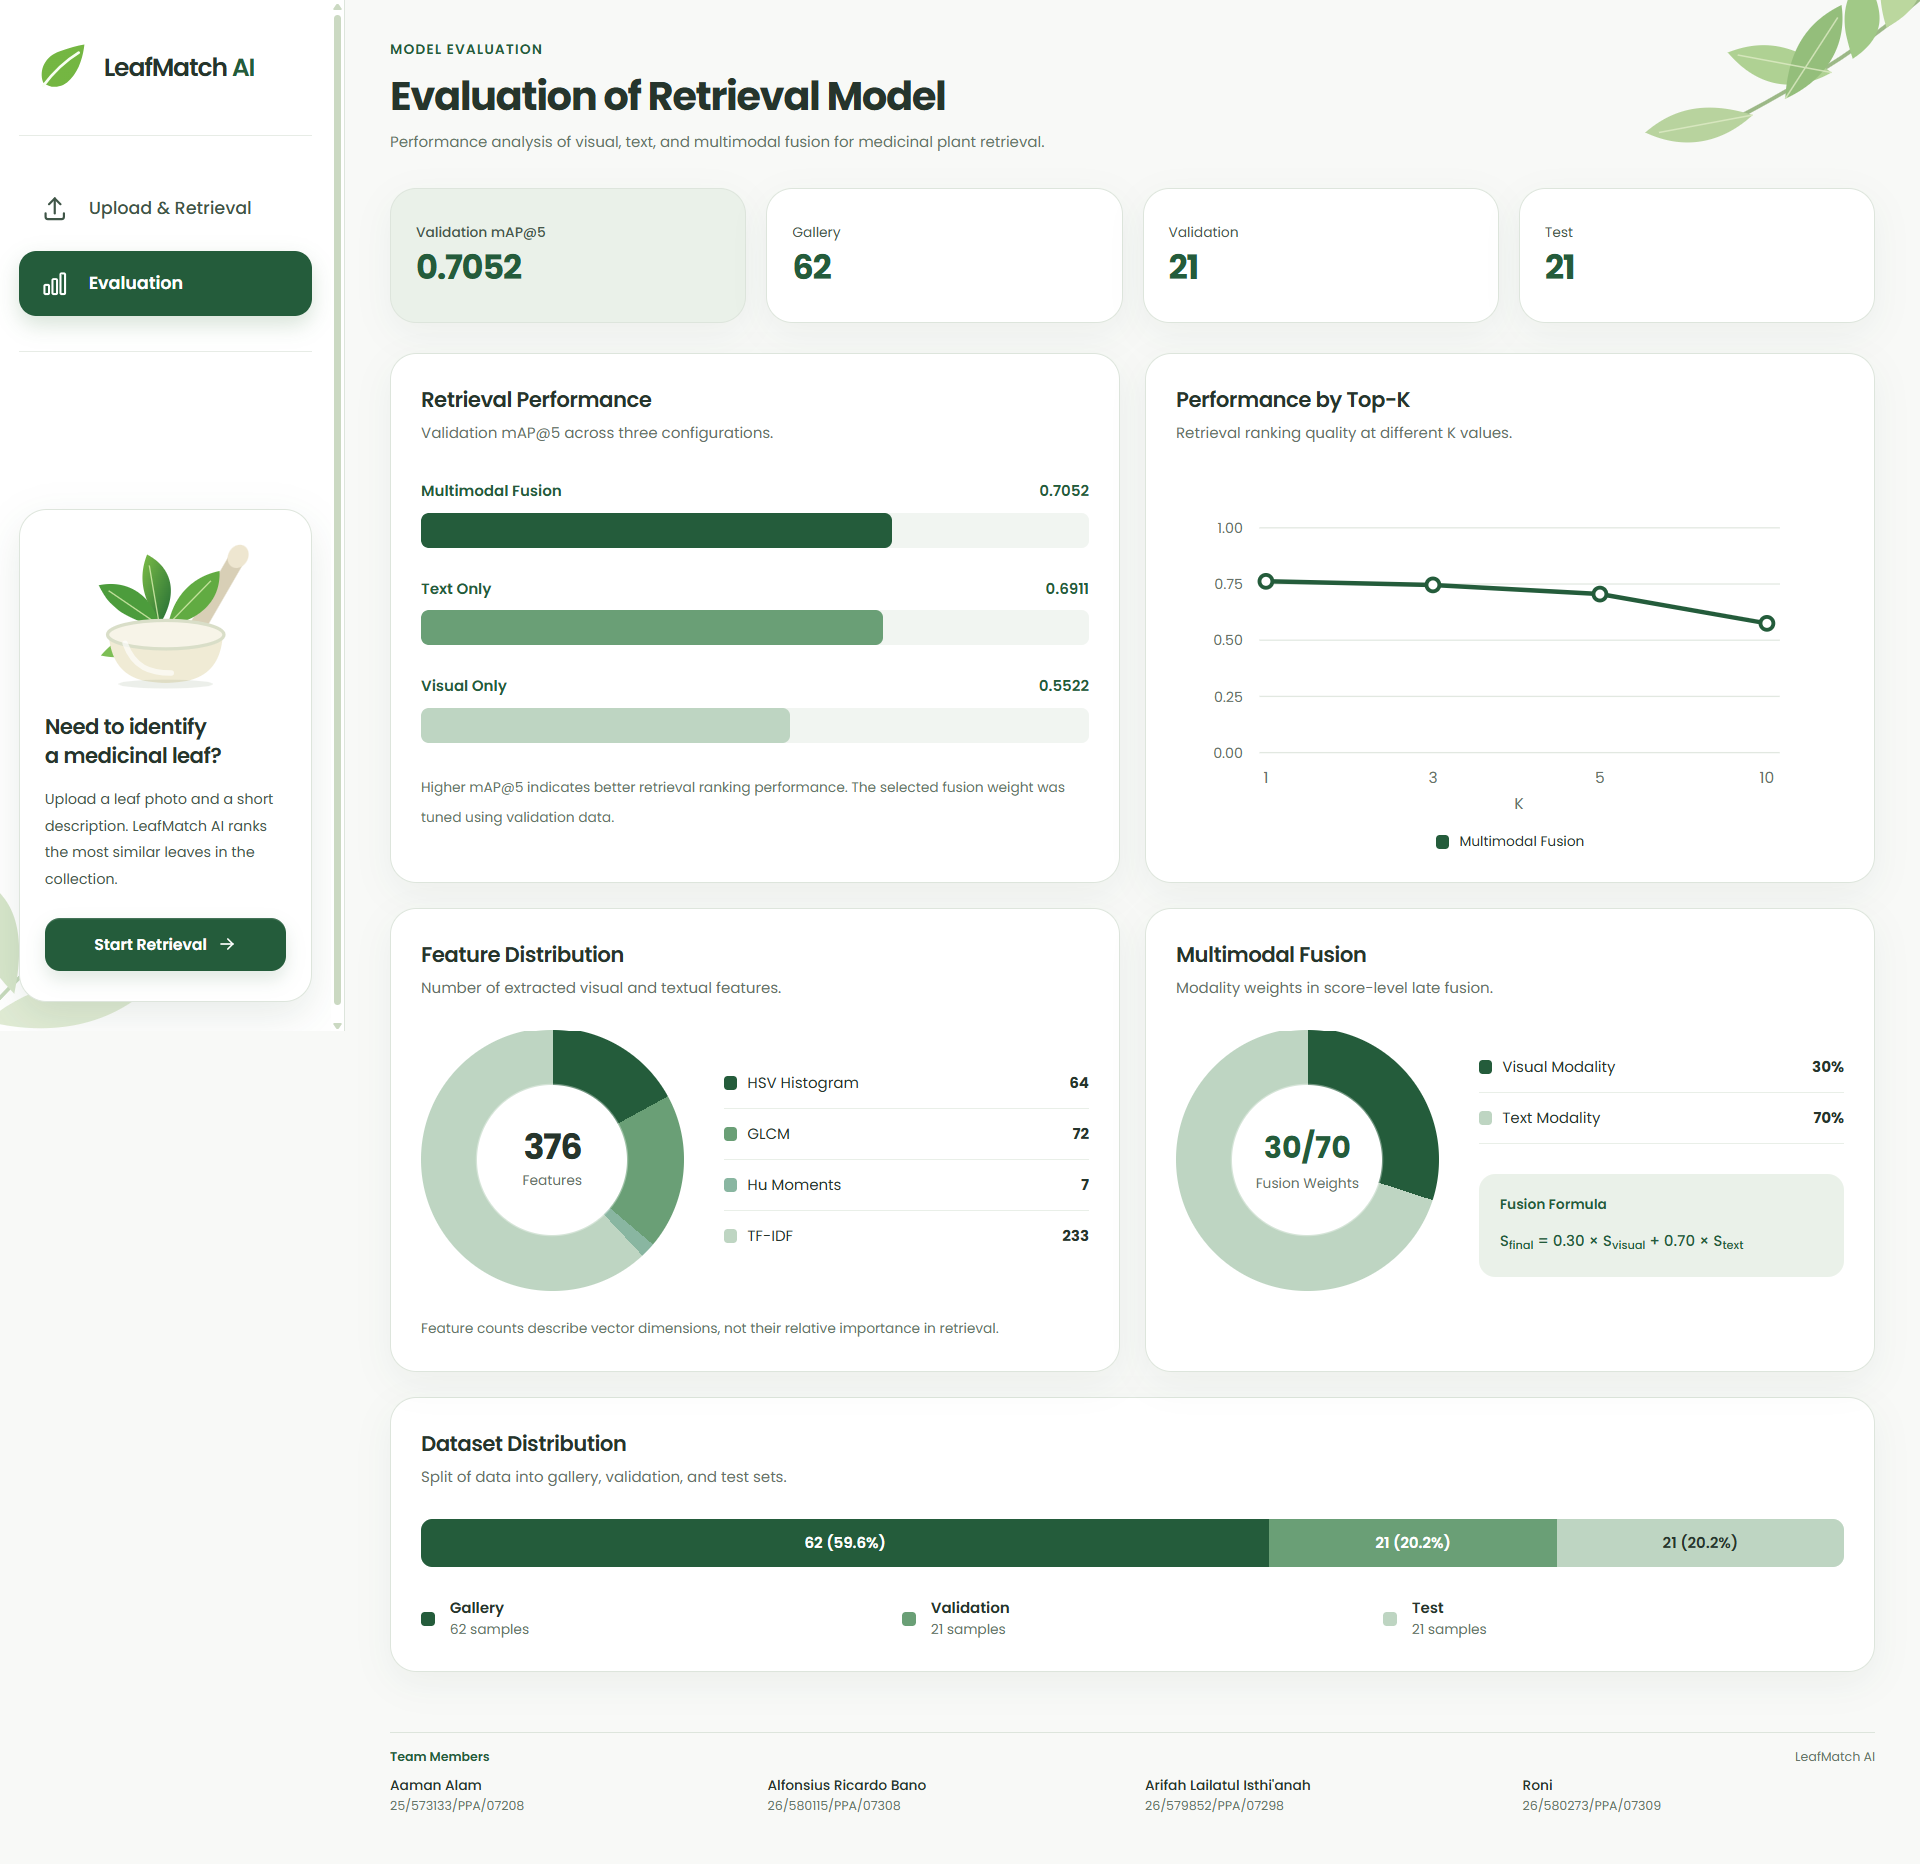 LeafMatch AI
Upload & Retrieval
Evaluation
Need to identify
a medicinal leaf?
Upload a leaf photo and a short
description. LeafMatch AI ranks
the most similar leaves in the
collection.
Start Retrieval →
MODEL EVALUATION
Evaluation of Retrieval Model
Performance analysis of visual, text, and multimodal fusion for medicinal plant retrieval.
Validation mAP@5
0.7052
Gallery
62
Validation
21
Test
21
Retrieval Performance
Validation mAP@5 across three configurations.
Multimodal Fusion 0.7052
Text Only 0.6911
Visual Only 0.5522
Higher mAP@5 indicates better retrieval ranking performance. The selected fusion weight was
tuned using validation data.
Performance by Top-K
Retrieval ranking quality at different K values.
1.00
0.75
0.50
0.25
0.00
1 3 5 10
K
Multimodal Fusion
Feature Distribution
Number of extracted visual and textual features.
376
Features
HSV Histogram 64
GLCM 72
Hu Moments 7
TF-IDF 233
Feature counts describe vector dimensions, not their relative importance in retrieval.
Multimodal Fusion
Modality weights in score-level late fusion.
30/70
Fusion Weights
Visual Modality 30%
Text Modality 70%
Fusion Formula
Sfinal = 0.30 × Svisual + 0.70 × Stext
Dataset Distribution
Split of data into gallery, validation, and test sets.
62 (59.6%) 21 (20.2%) 21 (20.2%)
Gallery
62 samples
Validation
21 samples
Test
21 samples
Team Members
LeafMatch AI
Aaman Alam
25/573133/PPA/07208
Alfonsius Ricardo Bano
26/580115/PPA/07308
Arifah Lailatul Isthi'anah
26/579852/PPA/07298
Roni
26/580273/PPA/07309